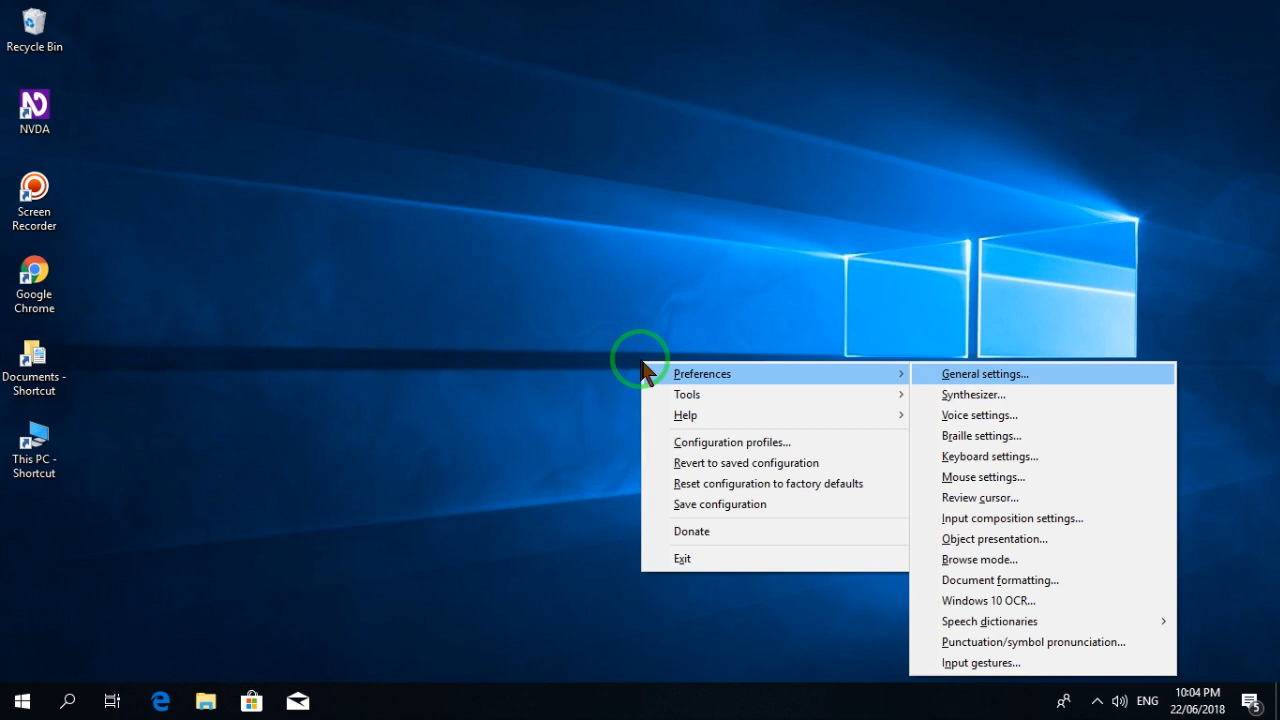 Recycle Bin
NVDA
Screen
Recorder
Google
Chrome
Documents -
Shortcut
This PC -
Shortcut
Preferences
Tools
Help
Configuration profiles...
Revert to saved configuration
Reset configuration to factory defaults
Save configuration
Donate
Exit
General settings...
Synthesizer...
Voice settings...
Braille settings...
Keyboard settings...
Mouse settings...
Review cursor...
Input composition settings...
Object presentation...
Browse mode...
Document formatting...
Windows 10 OCR...
Speech dictionaries
Punctuation/symbol pronunciation...
Input gestures...
ENG
10:04 PM
22/06/2018
5